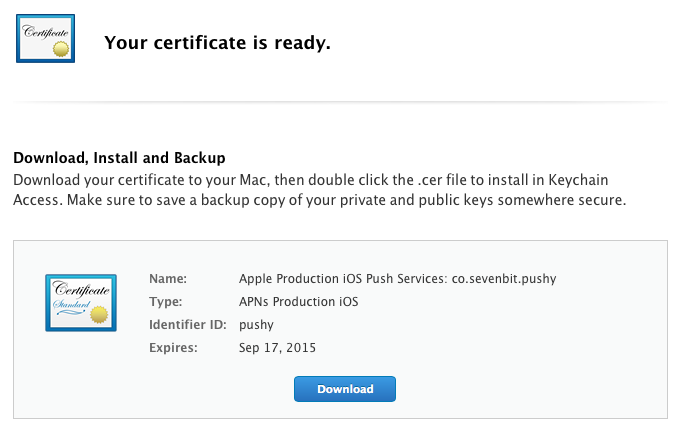 Certificate
Your certificate is ready.
Download, Install and Backup
Download your certificate to your Mac, then double click the .cer file to install in Keychain
Access. Make sure to save a backup copy of your private and public keys somewhere secure.
Certificate
Standard
Name: Apple Production iOS Push Services: co.sevenbit.pushy
Type: APNs Production iOS
Identifier ID: pushy
Expires: Sep 17, 2015
Download